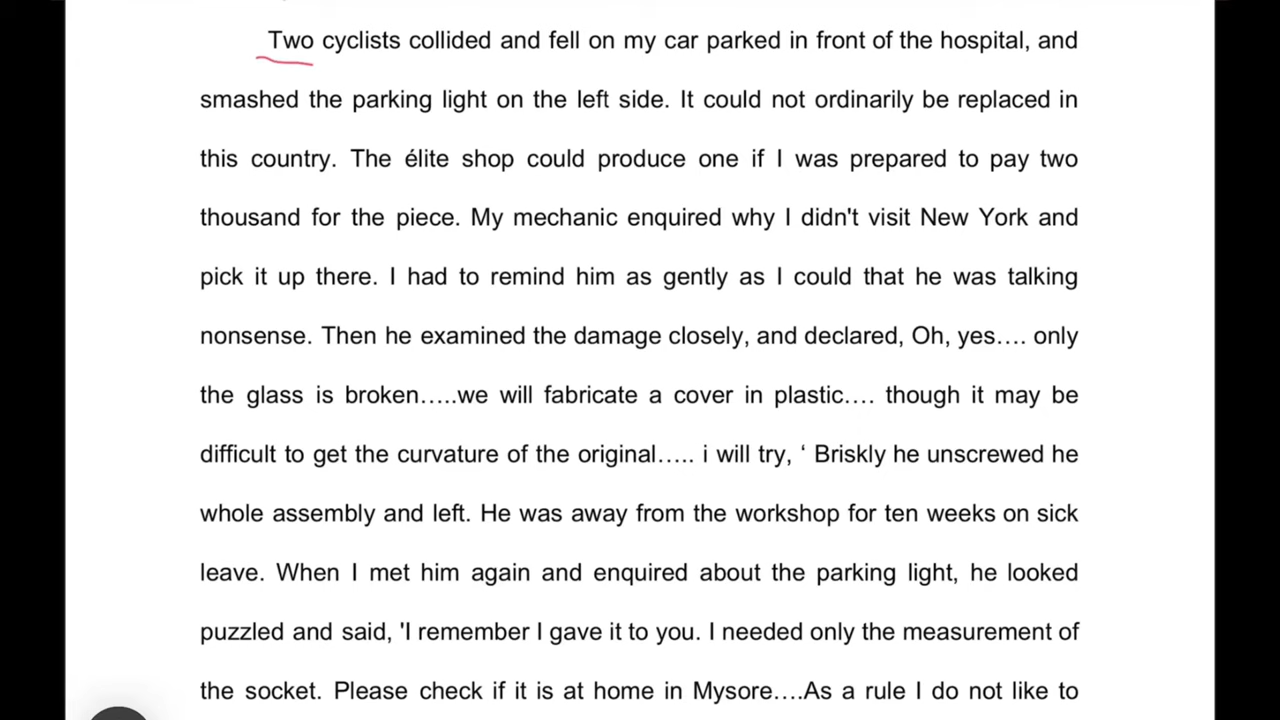 Two cyclists collided and fell on my car parked in front of the hospital, and
smashed the parking light on the left side. It could not ordinarily be replaced in
this country. The élite shop could produce one if I was prepared to pay two
thousand for the piece. My mechanic enquired why I didn't visit New York and
pick it up there. I had to remind him as gently as I could that he was talking
nonsense. Then he examined the damage closely, and declared, Oh, yes.... only
the glass is broken.....we will fabricate a cover in plastic.... though it may be
difficult to get the curvature of the original..... i will try, ‘ Briskly he unscrewed he
whole assembly and left. He was away from the workshop for ten weeks on sick
leave. When I met him again and enquired about the parking light, he looked
puzzled and said, 'I remember I gave it to you. I needed only the measurement of
the socket. Please check if it is at home in Mysore....As a rule I do not like to